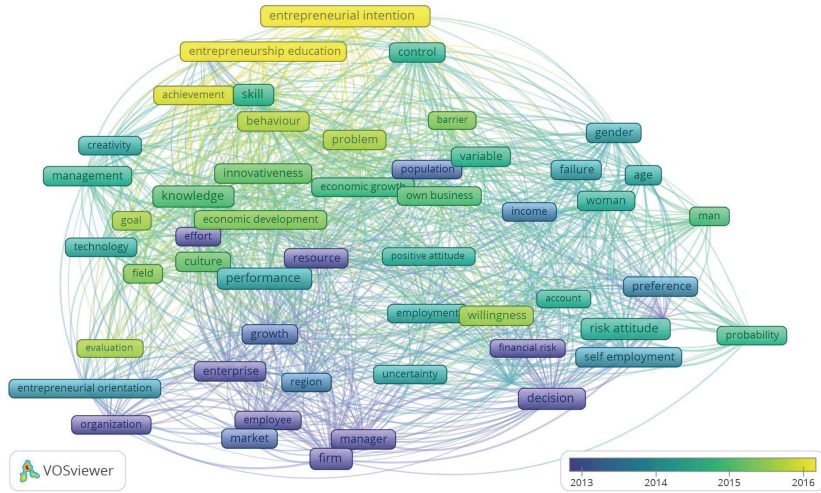 entrepreneurial intention
entrepreneurship education
control
achievement
skill
behaviour
barrier
problem
gender
creativity
variable
management
population
failure
age
innovativeness
economic growth
knowledge
own business
woman
income
man
goal
economic development
effort
technology
culture
resource
positive attitude
field
performance
preference
account
employment
willingness
risk attitude
growth
probability
evaluation
financial risk
self employment
enterprise
region
uncertainty
entrepreneurial orientation
decision
organization
employee
market
manager
firm
VOSviewer
2013 2014 2015 2016